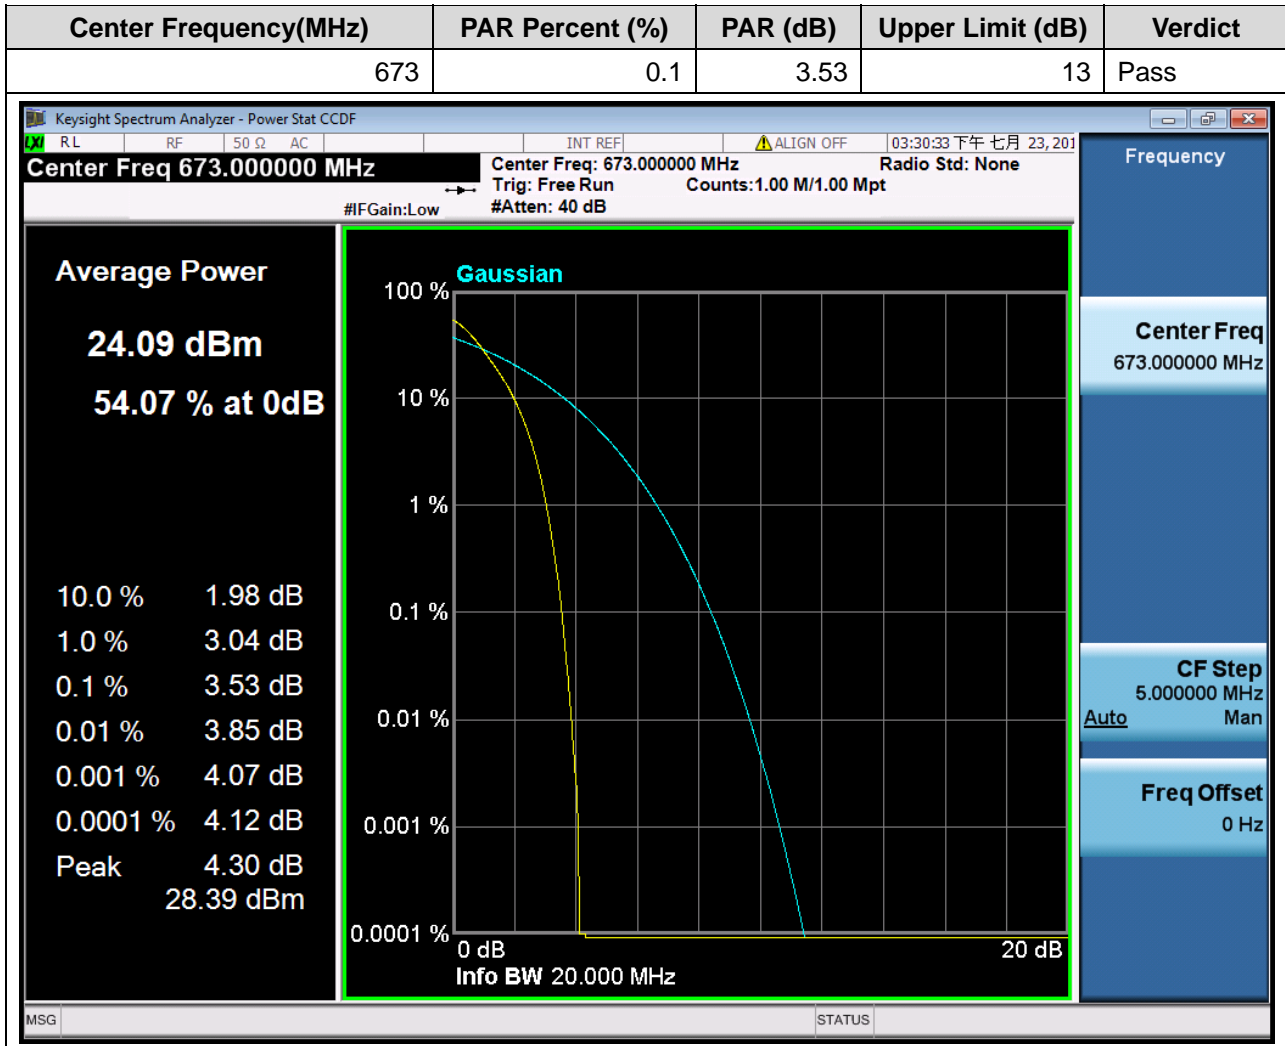 Center Frequency(MHz) PAR Percent (%) PAR (dB) Upper Limit (dB) Verdict
673 0.1 3.53 13 Pass
Keysight Spectrum Analyzer - Power Stat CCDF
LXI RL RF 50 Ω AC INT REF ALIGN OFF 03:30:33 下午 七月 23, 201
Center Freq 673.000000 MHz
Center Freq: 673.000000 MHz Radio Std: None
Trig: Free Run Counts:1.00 M/1.00 Mpt
#IFGain:Low #Atten: 40 dB
Average Power
24.09 dBm
54.07 % at 0dB
10.0 % 1.98 dB
1.0 % 3.04 dB
0.1 % 3.53 dB
0.01 % 3.85 dB
0.001 % 4.07 dB
0.0001 % 4.12 dB
Peak 4.30 dB
28.39 dBm
Gaussian
100 %
10 %
1 %
0.1 %
0.01 %
0.001 %
0.0001 %
0 dB 20 dB
Info BW 20.000 MHz
Frequency
Center Freq
673.000000 MHz
CF Step
5.000000 MHz
Auto Man
Freq Offset
0 Hz
MSG STATUS